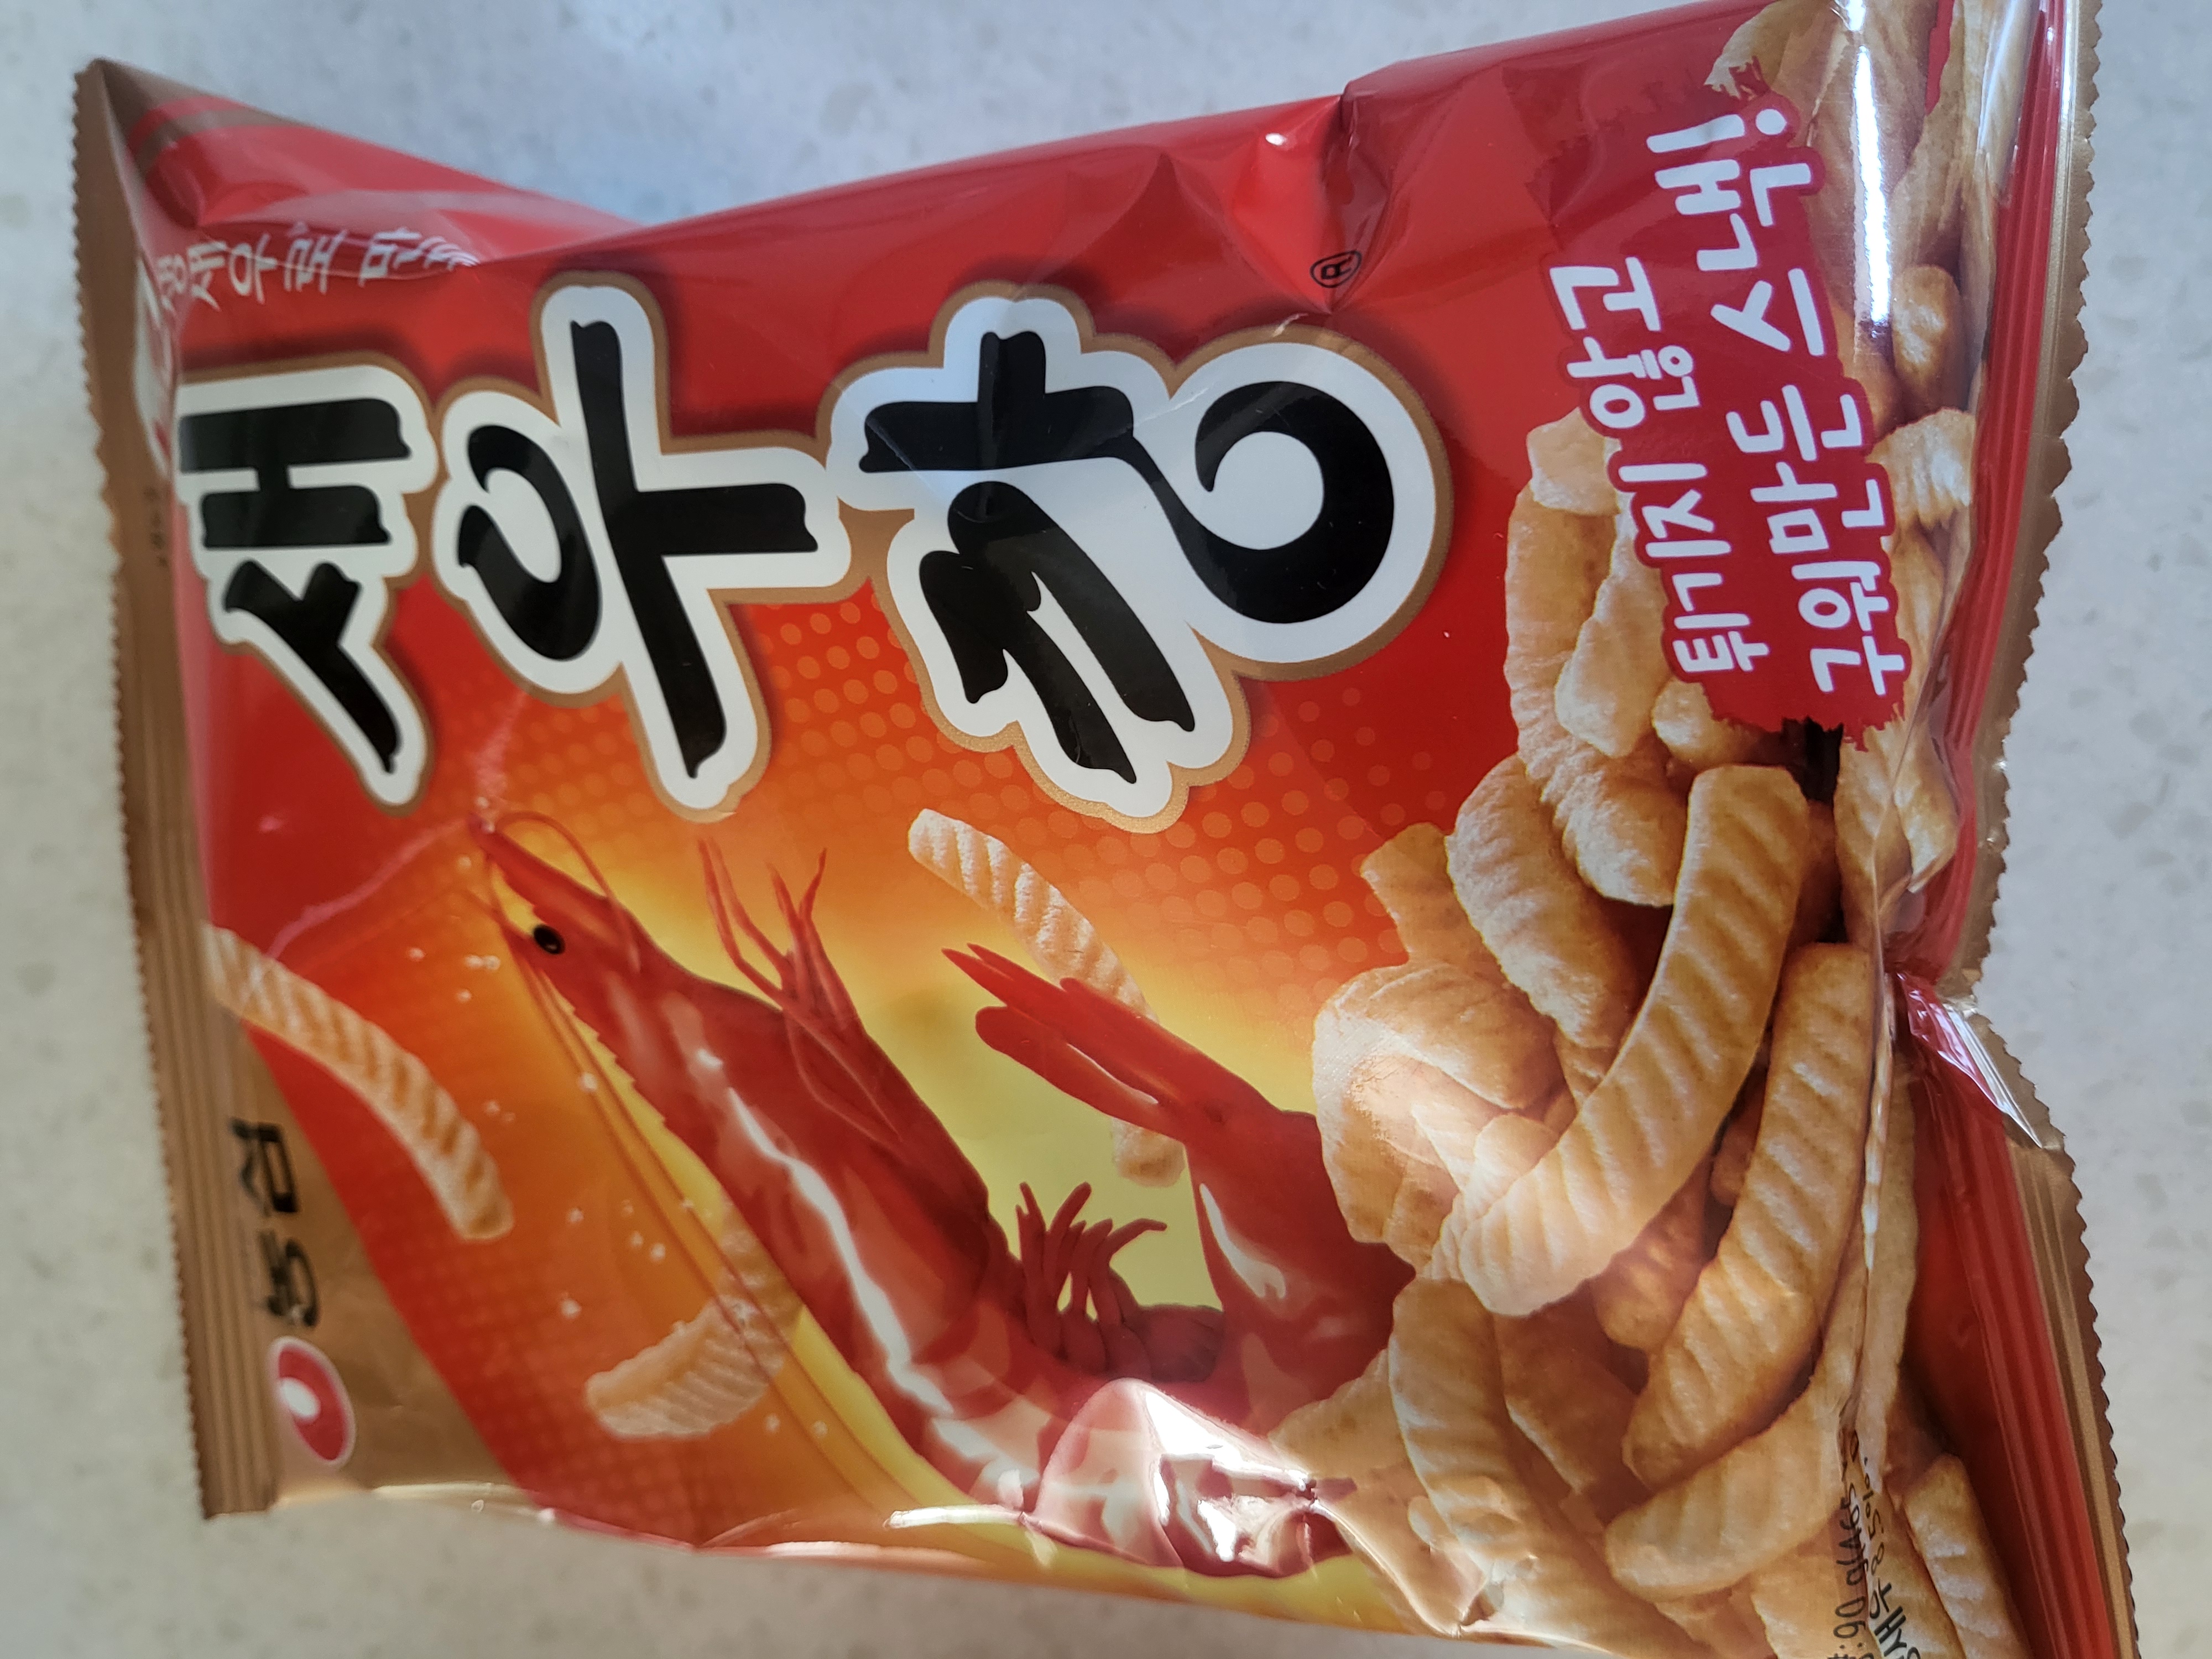 농심
새우깡
®
튀기지 않고
구워만든 스낵!